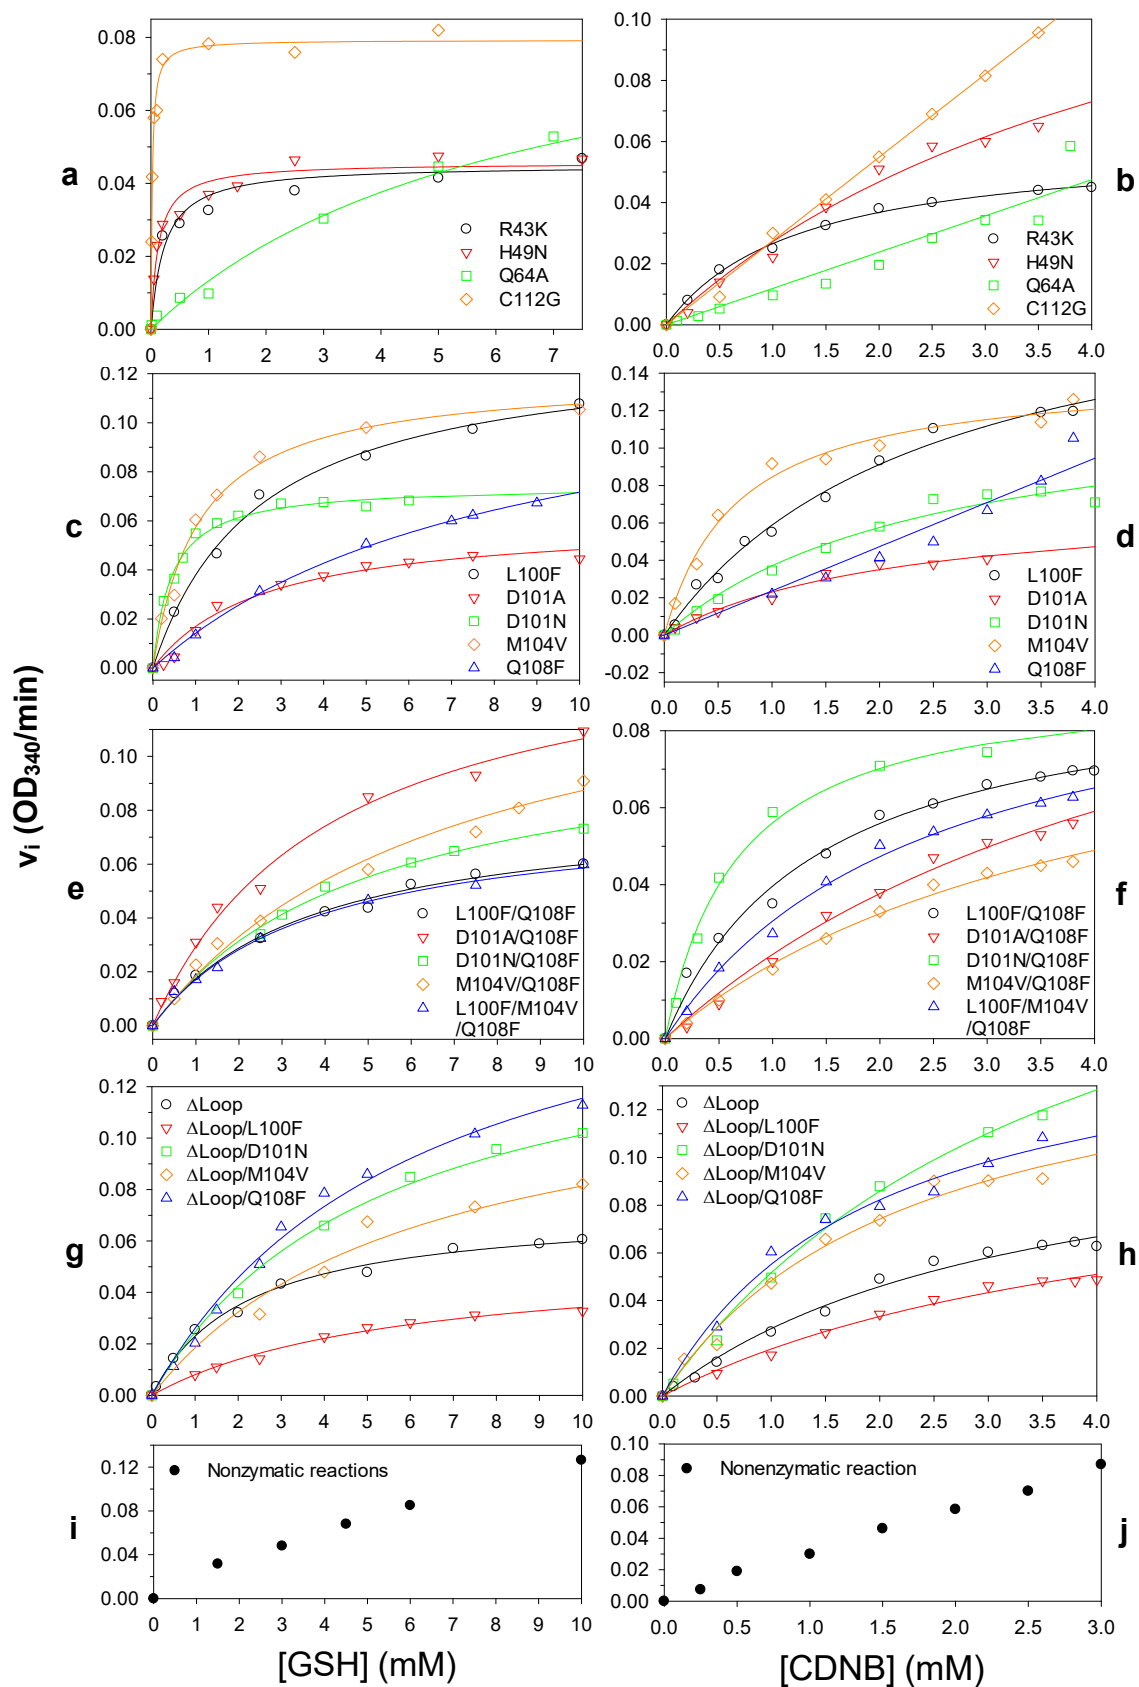 a
0.08
0.06
0.04
0.02
0.00
0 1 2 3 4 5 6 7
R43K
H49N
Q64A
C112G
b
0.10
0.08
0.06
0.04
0.02
0.00
0.0 0.5 1.0 1.5 2.0 2.5 3.0 3.5 4.0
R43K
H49N
Q64A
C112G
c
0.12
0.10
0.08
0.06
0.04
0.02
0.00
0 1 2 3 4 5 6 7 8 9 10
L100F
D101A
D101N
M104V
Q108F
d
0.14
0.12
0.10
0.08
0.06
0.04
0.02
0.00
-0.02
0.0 0.5 1.0 1.5 2.0 2.5 3.0 3.5 4.0
L100F
D101A
D101N
M104V
Q108F
vi (OD340/min)
e
0.10
0.08
0.06
0.04
0.02
0.00
0 1 2 3 4 5 6 7 8 9 10
L100F/Q108F
D101A/Q108F
D101N/Q108F
M104V/Q108F
L100F/M104V
/Q108F
f
0.08
0.06
0.04
0.02
0.00
0.0 0.5 1.0 1.5 2.0 2.5 3.0 3.5 4.0
L100F/Q108F
D101A/Q108F
D101N/Q108F
M104V/Q108F
L100F/M104V
/Q108F
g
0.12
0.10
0.08
0.06
0.04
0.02
0.00
0 1 2 3 4 5 6 7 8 9 10
ΔLoop
ΔLoop/L100F
ΔLoop/D101N
ΔLoop/M104V
ΔLoop/Q108F
h
0.12
0.10
0.08
0.06
0.04
0.02
0.00
0.0 0.5 1.0 1.5 2.0 2.5 3.0 3.5 4.0
ΔLoop
ΔLoop/L100F
ΔLoop/D101N
ΔLoop/M104V
ΔLoop/Q108F
i
0.12
0.08
0.04
0.00
0 1 2 3 4 5 6 7 8 9 10
Nonzymatic reactions
j
0.10
0.08
0.06
0.04
0.02
0.00
0.0 0.5 1.0 1.5 2.0 2.5 3.0
Nonenzymatic reaction
[GSH] (mM)
[CDNB] (mM)